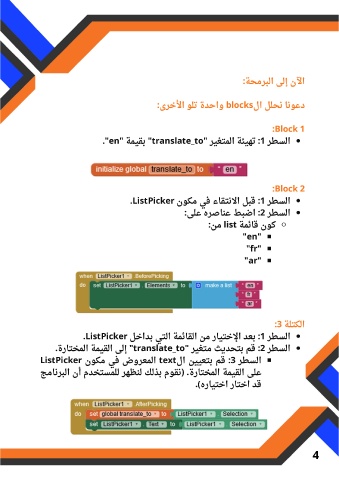 الآن إلى البرمجة:
دعونا نحلل الblocks واحدة تلو الأخرى:
Block 1:
• السطر 1: تهيئة المتغير "translate_to" بقيمة "en".
initialize global translate_to to " en "
Block 2:
• السطر 1: قبل الانتقاء في مكون ListPicker.
• السطر 2: اضبط عناصره على:
○ كون قائمة list من:
▪ "en"
▪ "fr"
▪ "ar"
when ListPicker1 .BeforePicking
do set ListPicker1 . Elements to make a list " en "
" fr "
" ar "
الكتلة 3:
• السطر 1: بعد الإختيار من القائمة التي بداخل ListPicker.
• السطر 2: قم بتحديث متغير "translate_to" إلى القيمة المختارة.
▪ السطر 3: قم بتعيين الtext المعروض في مكون ListPicker
على القيمة المختارة. (نقوم بذلك لنظهر للمستخدم أن البرنامج
قد اختار اختياره).
when ListPicker1 .AfterPicking
do set global translate_to to ListPicker1 . Selection
set ListPicker1 . Text to ListPicker1 . Selection
4